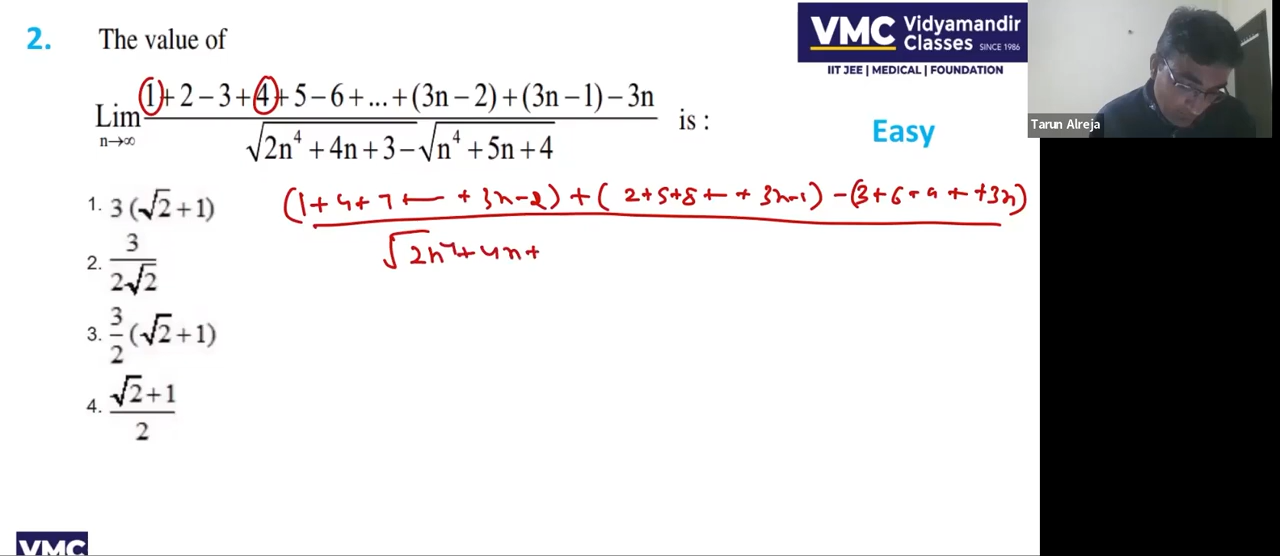 2. The value of
VMC Vidyamandir Classes SINCE 1986
IIT JEE | MEDICAL | FOUNDATION
Lim n→∞ (1+2−3+4+5−6+...+(3n−2)+(3n−1)−3n) / (√(2n⁴+4n+3)−√(n⁴+5n+4)) is :
Easy
Tarun Alreja
1. 3(√2+1)
(1+4+7+— +3n-2)+( 2+5+8+ + 3n-1) -(3+6+9+ +3n)
√2n⁴+4n+
2. 3/(2√2)
3. 3/2 (√2+1)
4. (√2+1)/2
VMC